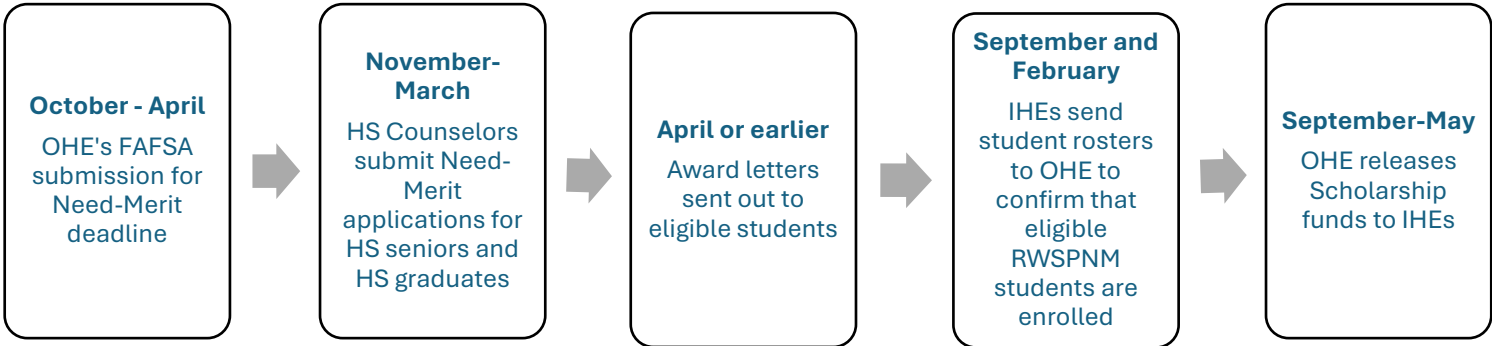 October - April
OHE's FAFSA
submission for
Need-Merit
deadline
November-
March
HS Counselors
submit Need-
Merit
applications for
HS seniors and
HS graduates
April or earlier
Award letters
sent out to
eligible students
September and
February
IHEs send
student rosters
to OHE to
confirm that
eligible
RWSPNM
students are
enrolled
September-May
OHE releases
Scholarship
funds to IHEs